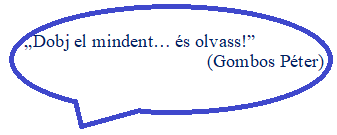 „Dobj el mindent… és olvass!”
(Gombos Péter)